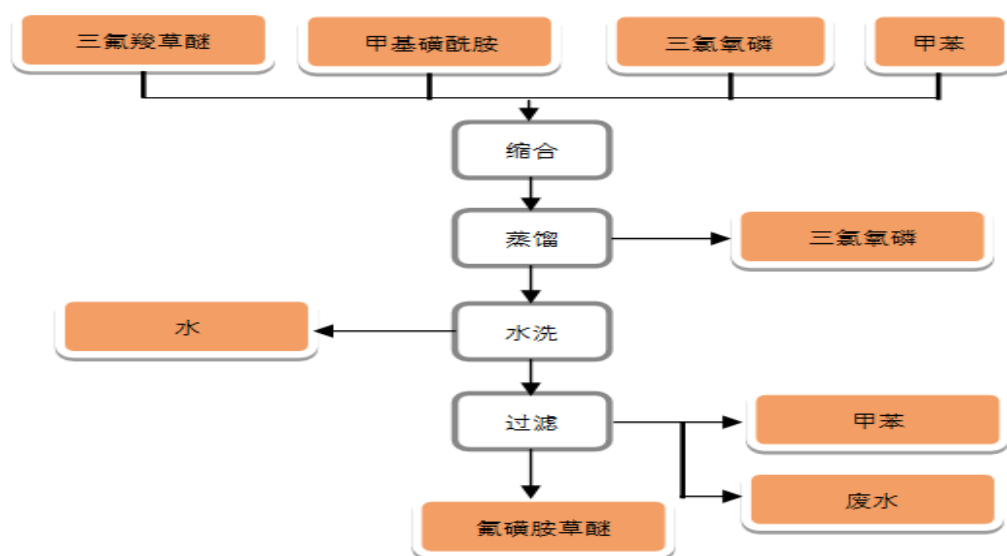 三氟羧草醚
甲基磺酰胺
三氯氧磷
甲苯
缩合
蒸馏
三氯氧磷
水
水洗
过滤
甲苯
废水
氟磺胺草醚